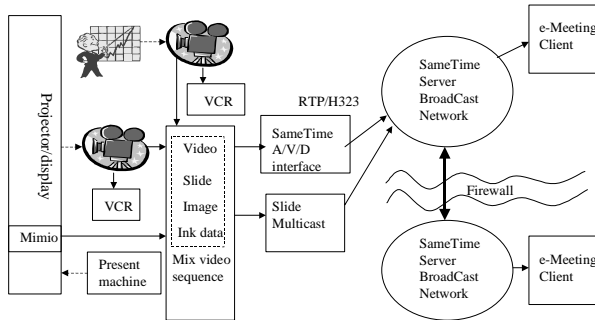 e-Meeting
Client
SameTime
Server
BroadCast
Network
VCR
RTP/H323
Projector/display
Video
Slide
Image
Ink data
Mix video
sequence
SameTime
A/V/D
interface
VCR
Slide
Multicast
Firewall
Mimio
Present
machine
SameTime
Server
BroadCast
Network
e-Meeting
Client